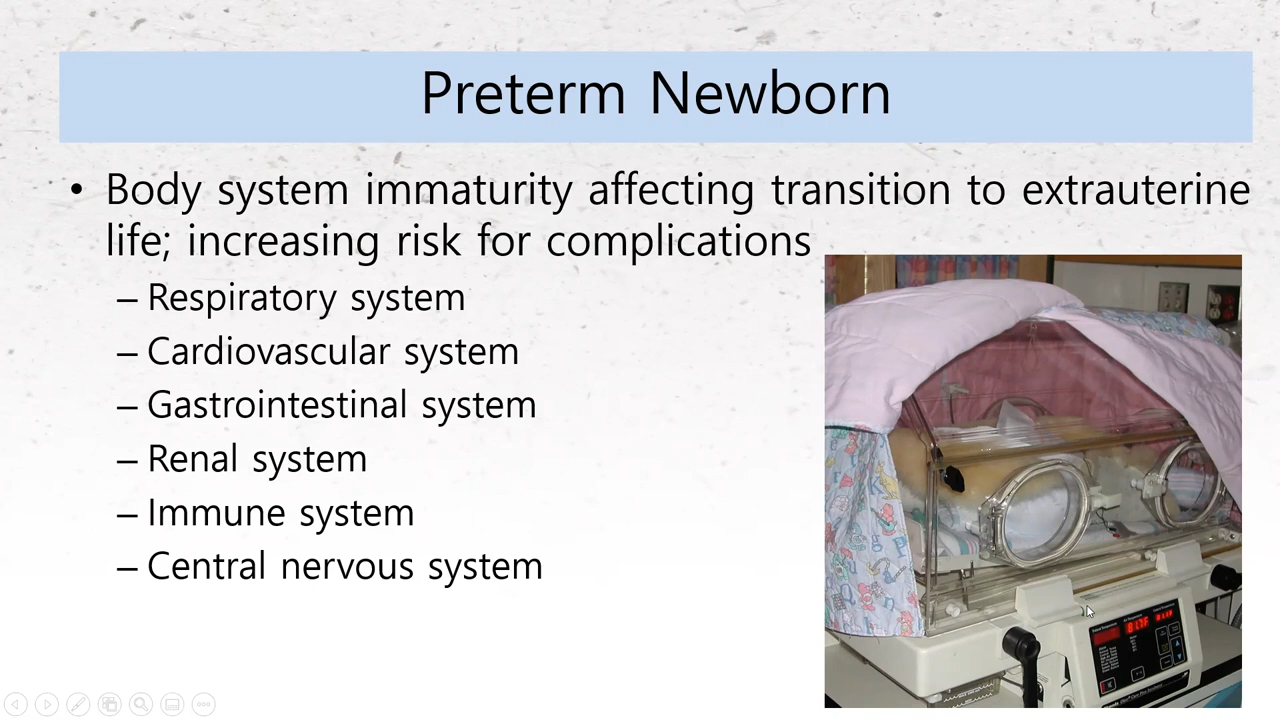 Preterm Newborn
• Body system immaturity affecting transition to extrauterine
life; increasing risk for complications
– Respiratory system
– Cardiovascular system
– Gastrointestinal system
– Renal system
– Immune system
– Central nervous system